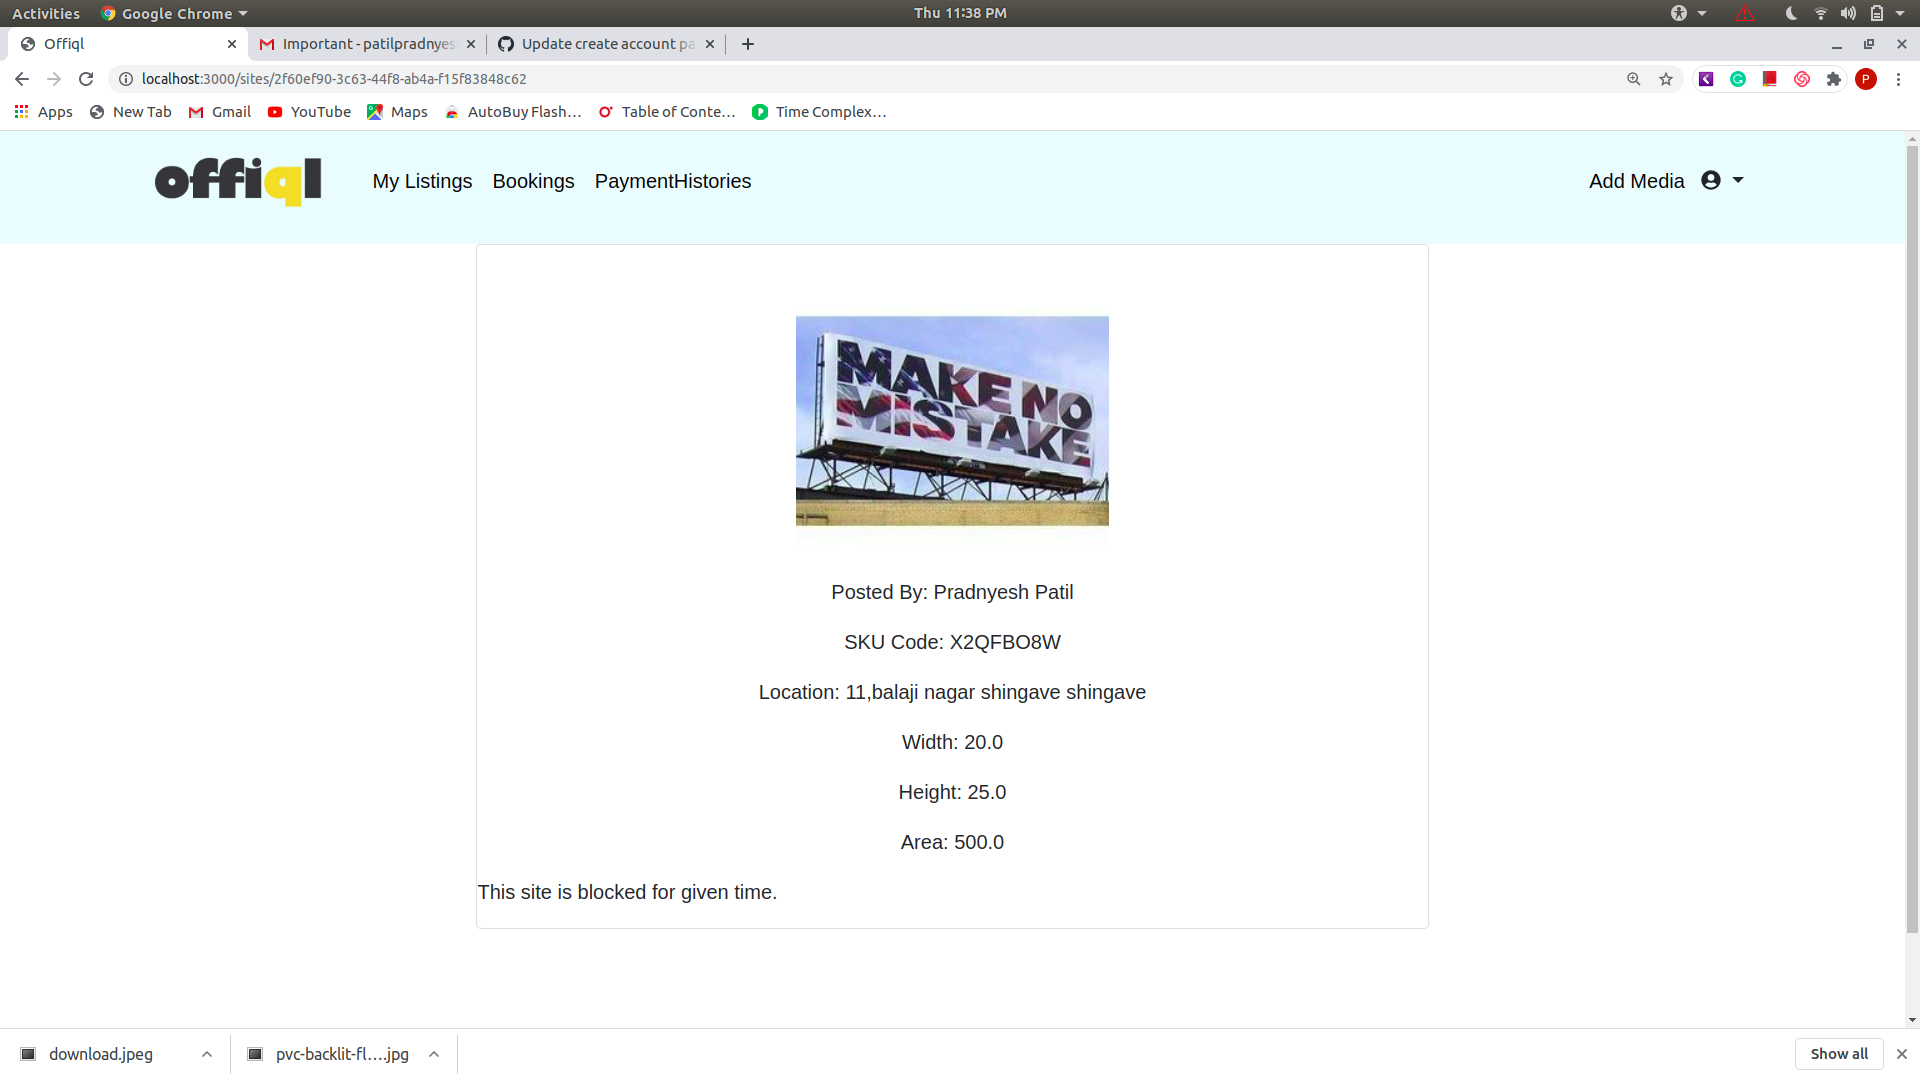 Activities Google Chrome Thu 11:38 PM
Offiql Important - patilpradnyes Update create account pa
localhost:3000/sites/2f60ef90-3c63-44f8-ab4a-f15f83848c62 P
Apps New Tab Gmail YouTube Maps AutoBuy Flash... Table of Conte... Time Complex...
offiql My Listings Bookings PaymentHistories Add Media
MAKE NO
MISTAKE
Posted By: Pradnyesh Patil
SKU Code: X2QFBO8W
Location: 11,balaji nagar shingave shingave
Width: 20.0
Height: 25.0
Area: 500.0
This site is blocked for given time.
download.jpeg pvc-backlit-fl....jpg Show all